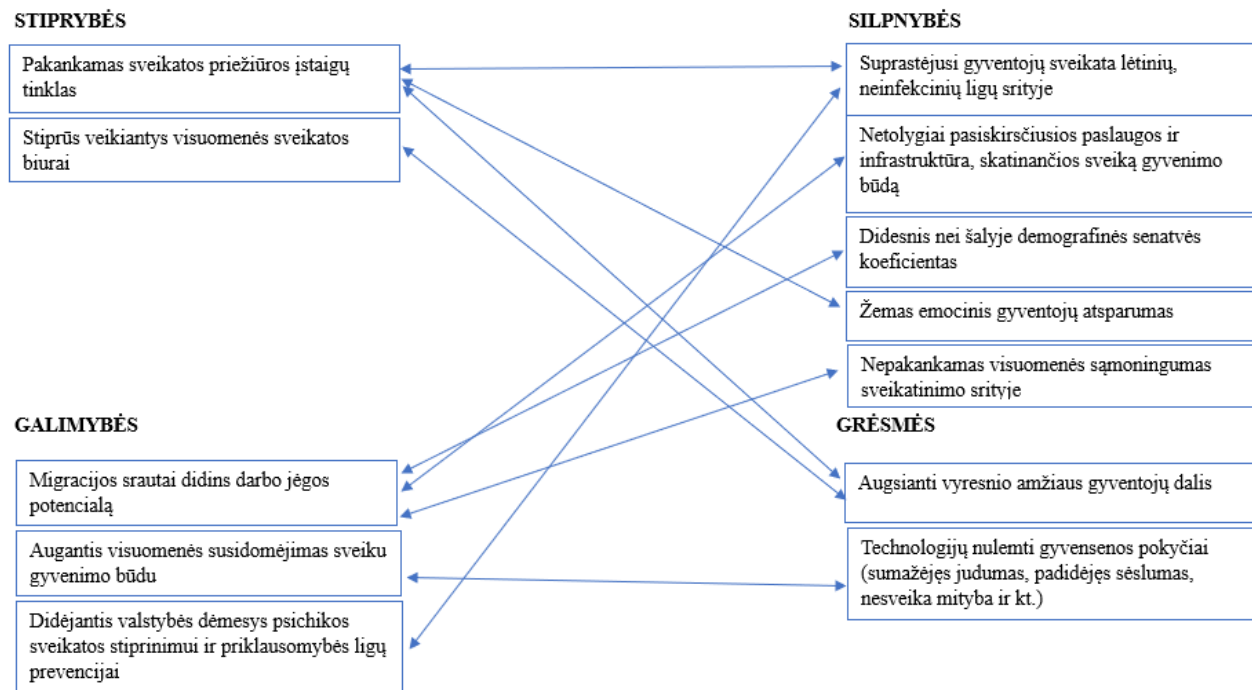 STIPRYBĖS
Pakankamas sveikatos priežiūros įstaigų
tinklas
Stiprūs veikiantys visuomenės sveikatos
biurai
SILPNYBĖS
Suprastėjusi gyventojų sveikata lėtinių,
neinfekcinių ligų srityje
Netolygiai pasiskirsčiusios paslaugos ir
infrastruktūra, skatinančios sveiką gyvenimo
būdą
Didesnis nei šalyje demografinės senatvės
koeficientas
Žemas emocinis gyventojų atsparumas
Nepakankamas visuomenės sąmoningumas
sveikatinimo srityje
GALIMYBĖS
Migracijos srautai didins darbo jėgos
potencialą
Augantis visuomenės susidomėjimas sveiku
gyvenimo būdu
Didėjantis valstybės dėmesys psichikos
sveikatos stiprinimui ir priklausomybės ligų
prevencijai
GRĖSMĖS
Augsianti vyresnio amžiaus gyventojų dalis
Technologijų nulemti gyvensenos pokyčiai
(sumažėjęs judumas, padidėjęs sėslumas,
nesveika mityba ir kt.)